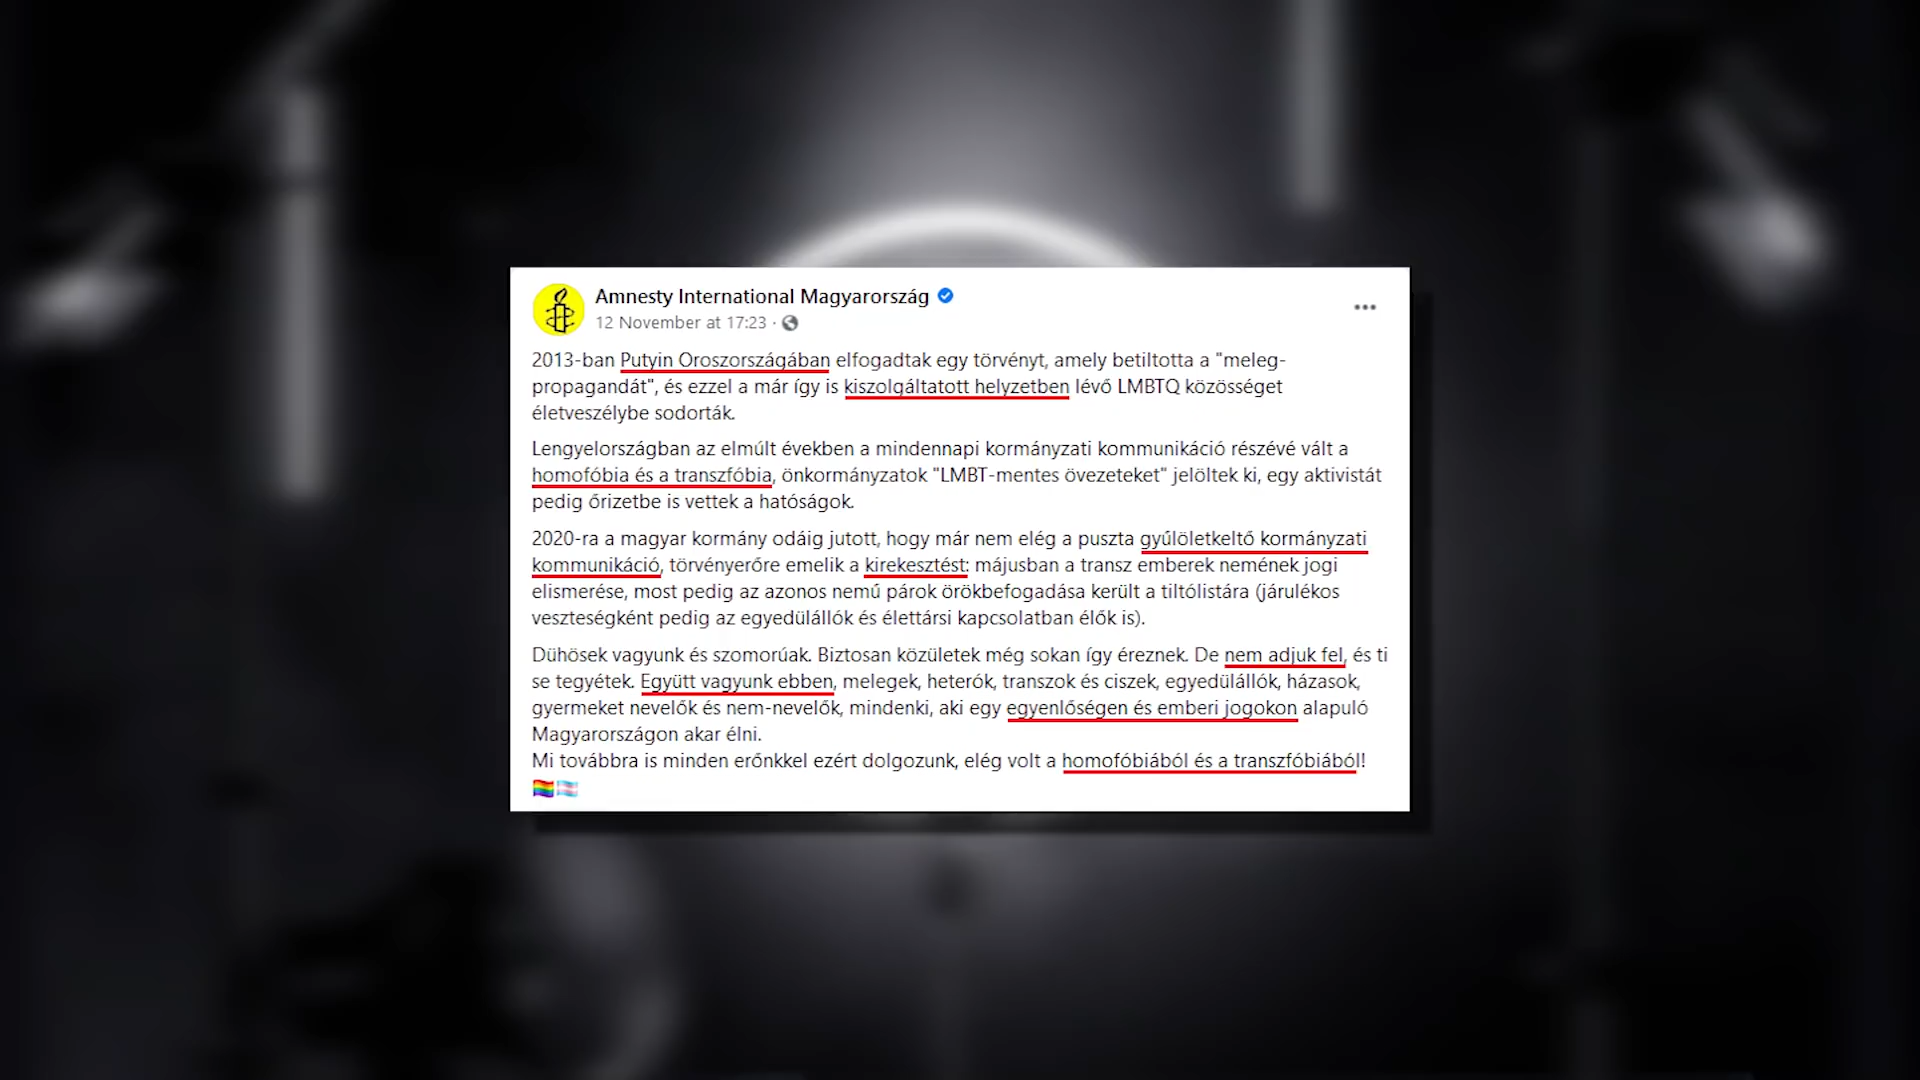 Amnesty International Magyarország
12 November at 17:23 ·
2013-ban Putyin Oroszországában elfogadtak egy törvényt, amely betiltotta a "meleg-
propagandát", és ezzel a már így is kiszolgáltatott helyzetben lévő LMBTQ közösséget
életveszélybe sodorták.
Lengyelországban az elmúlt években a mindennapi kormányzati kommunikáció részévé vált a
homofóbia és a transzfóbia, önkormányzatok "LMBT-mentes övezeteket" jelöltek ki, egy aktivistát
pedig őrizetbe is vettek a hatóságok.
2020-ra a magyar kormány odáig jutott, hogy már nem elég a puszta gyűlöletkeltő kormányzati
kommunikáció, törvényerőre emelik a kirekesztést: májusban a transz emberek nemének jogi
elismerése, most pedig az azonos nemű párok örökbefogadása került a tiltólistára (járulékos
veszteségként pedig az egyedülállók és élettársi kapcsolatban élők is).
Dühösek vagyunk és szomorúak. Biztosan közületek még sokan így éreznek. De nem adjuk fel, és ti
se tegyétek. Együtt vagyunk ebben, melegek, heterók, transzok és ciszek, egyedülállók, házasok,
gyermeket nevelők és nem-nevelők, mindenki, aki egy egyenlőségen és emberi jogokon alapuló
Magyarországon akar élni.
Mi továbbra is minden erőnkkel ezért dolgozunk, elég volt a homofóbiából és a transzfóbiából!